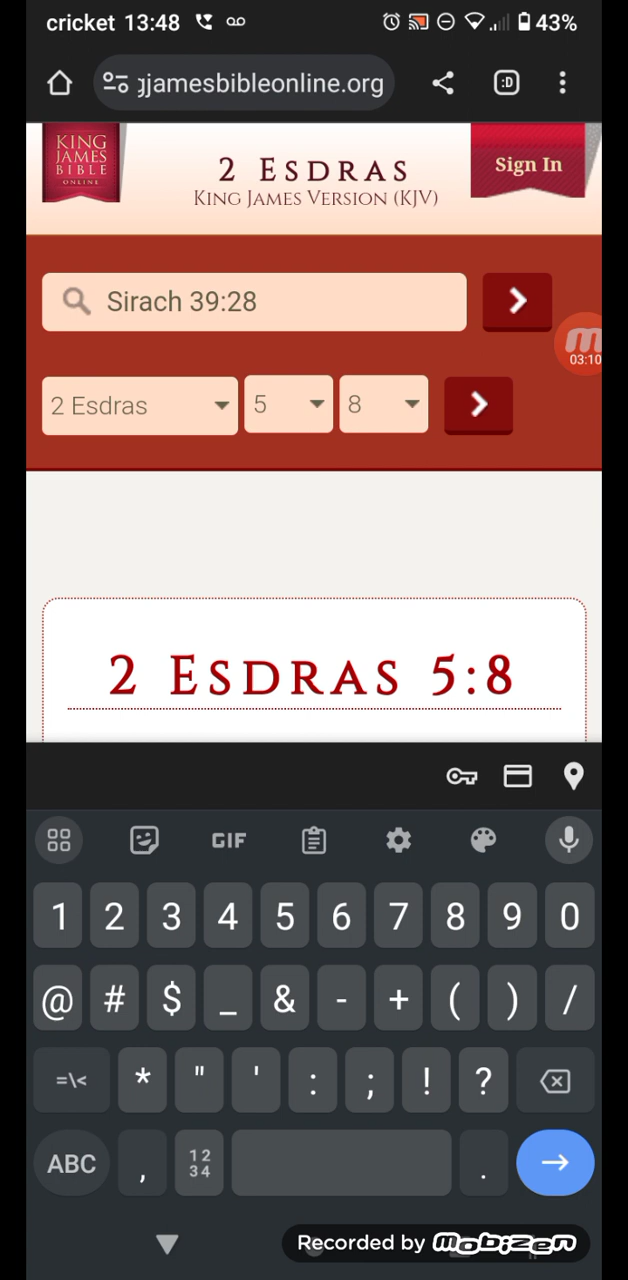 cricket 13:48 43%
:D
gjamesbibleonline.org
KING
JAMES
BIBLE
ONLINE
2 Esdras
King James Version (KJV)
Sign In
Sirach 39:28
03:10
2 Esdras 5 8
2 Esdras 5:8
GIF
1 2 3 4 5 6 7 8 9 0
@ # $ _ & - + ( ) /
=\< * " ' : ; ! ?
ABC , 12 .
34
Recorded by mobizen